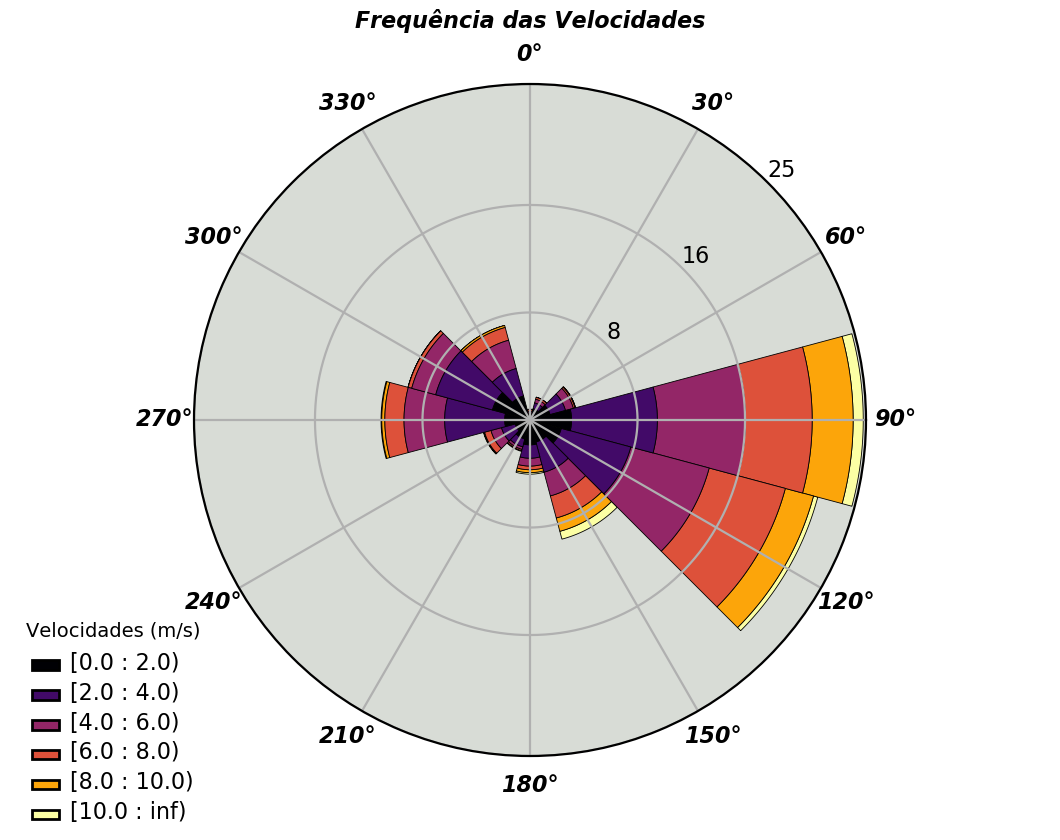 Frequência das Velocidades
0°
330°
30°
25
300°
60°
16
8
270°
90°
240°
120°
210°
150°
180°
Velocidades (m/s)
[0.0 : 2.0)
[2.0 : 4.0)
[4.0 : 6.0)
[6.0 : 8.0)
[8.0 : 10.0)
[10.0 : inf)